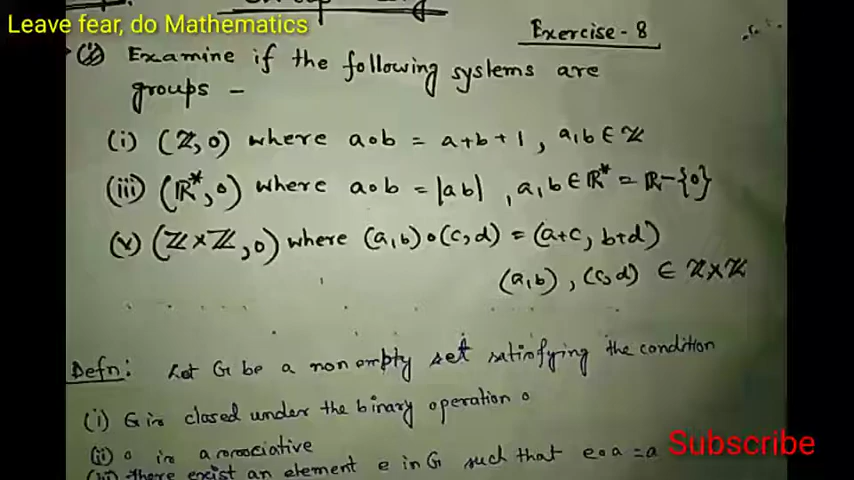 Leave fear, do Mathematics
Exercise - 8
Examine if the following systems are
groups -
(i) (ℤ, o) where aob = a+b+1, a,b ∈ ℤ
(iii) (ℝ*, o) where aob = |ab|, a,b ∈ ℝ* = ℝ-{0}
(v) (ℤ×ℤ, o) where (a,b)o(c,d) = (a+c, b+d)
(a,b), (c,d) ∈ ℤ×ℤ
Defn: Let G be a nonempty set satisfying the condition
(i) G is closed under the binary operation o
(ii) o is associative
(iii) there exist an element e in G such that eoa = a
Subscribe